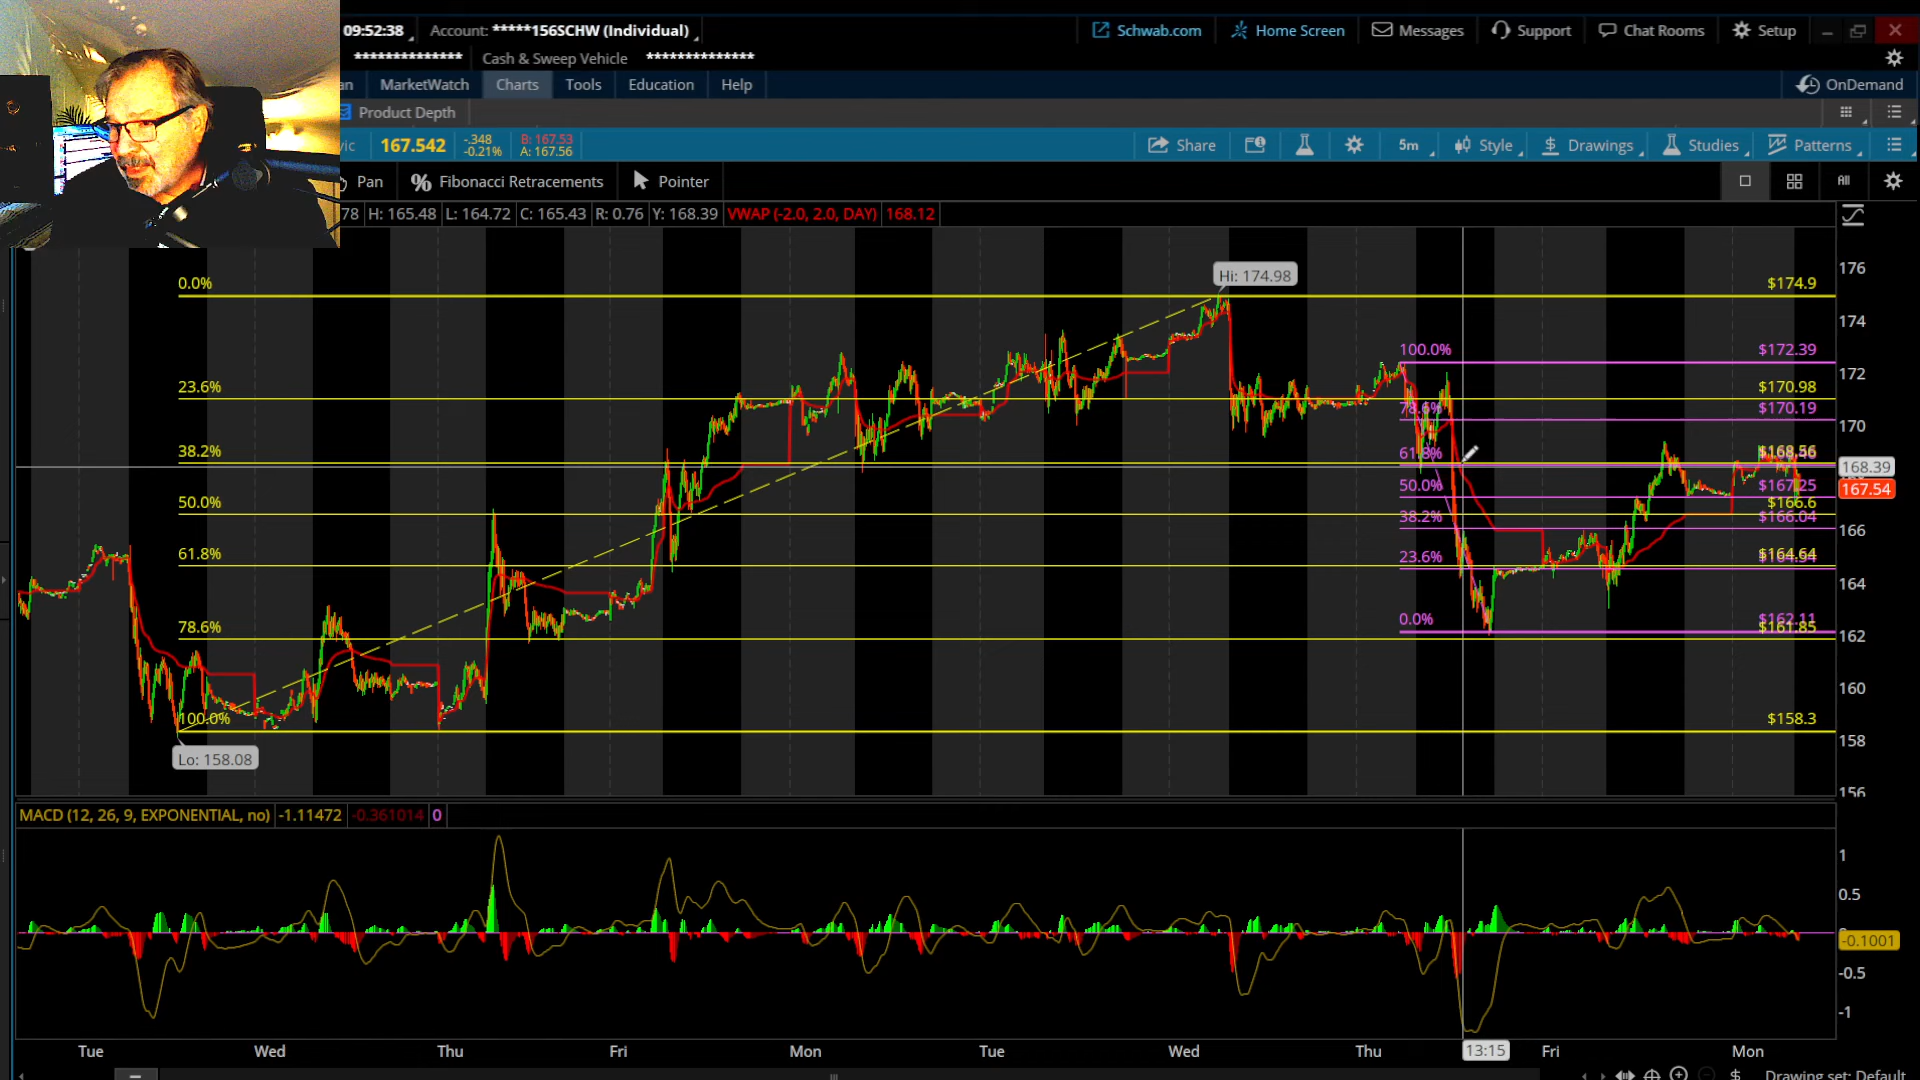 09:52:38 Account: *****156SCHW (Individual) Schwab.com Home Screen Messages Support Chat Rooms Setup
************** Cash & Sweep Vehicle **************
an MarketWatch Charts Tools Education Help OnDemand
Product Depth
vic 167.542 -.348 -0.21% B: 167.53 A: 167.56 Share 5m Style Drawings Studies Patterns
Pan Fibonacci Retracements Pointer All
78 H: 165.48 L: 164.72 C: 165.43 R: 0.76 Y: 168.39 VWAP (-2.0, 2.0, DAY) 168.12
176
Hi: 174.98
0.0% $174.9
174
100.0% $172.39
172
23.6% $170.98
78.6% $170.19
170
38.2% $168.56
61.8%
168.39
50.0% $167.25
167.54
50.0% $166.6
38.2% $166.04
166
61.8% $164.64
23.6%
164
0.0% $162.11
78.6% $161.85
162
160
100.0% $158.3
158
Lo: 158.08
156
MACD (12, 26, 9, EXPONENTIAL, no) -1.11472 -0.361014 0
1
0.5
-0.1001
-0.5
-1
Tue Wed Thu Fri Mon Tue Wed Thu 13:15 Fri Mon
Drawing set: Default